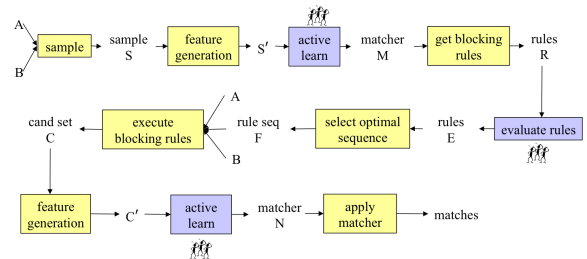 A
B
sample
sample
S
feature
generation
S′
active
learn
matcher
M
get blocking
rules
rules
R
evaluate rules
rules
E
select optimal
sequence
rule seq
F
A
B
execute
blocking rules
cand set
C
feature
generation
C′
active
learn
matcher
N
apply
matcher
matches